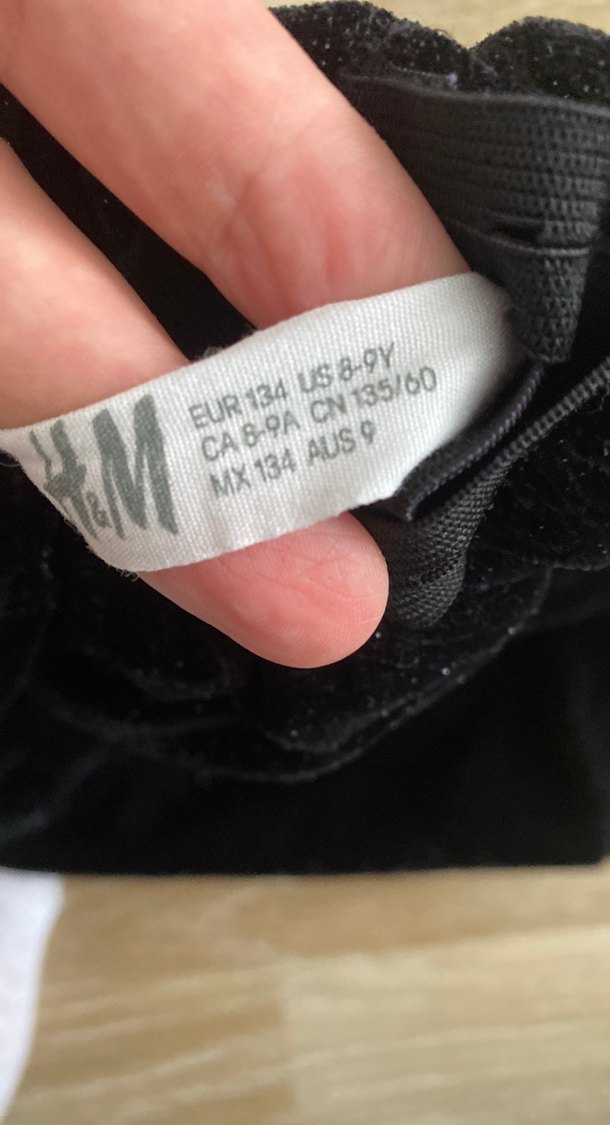 H&M
EUR 134 US 8-9Y
CA 8-9A CN 135/60
MX 134 AUS 9